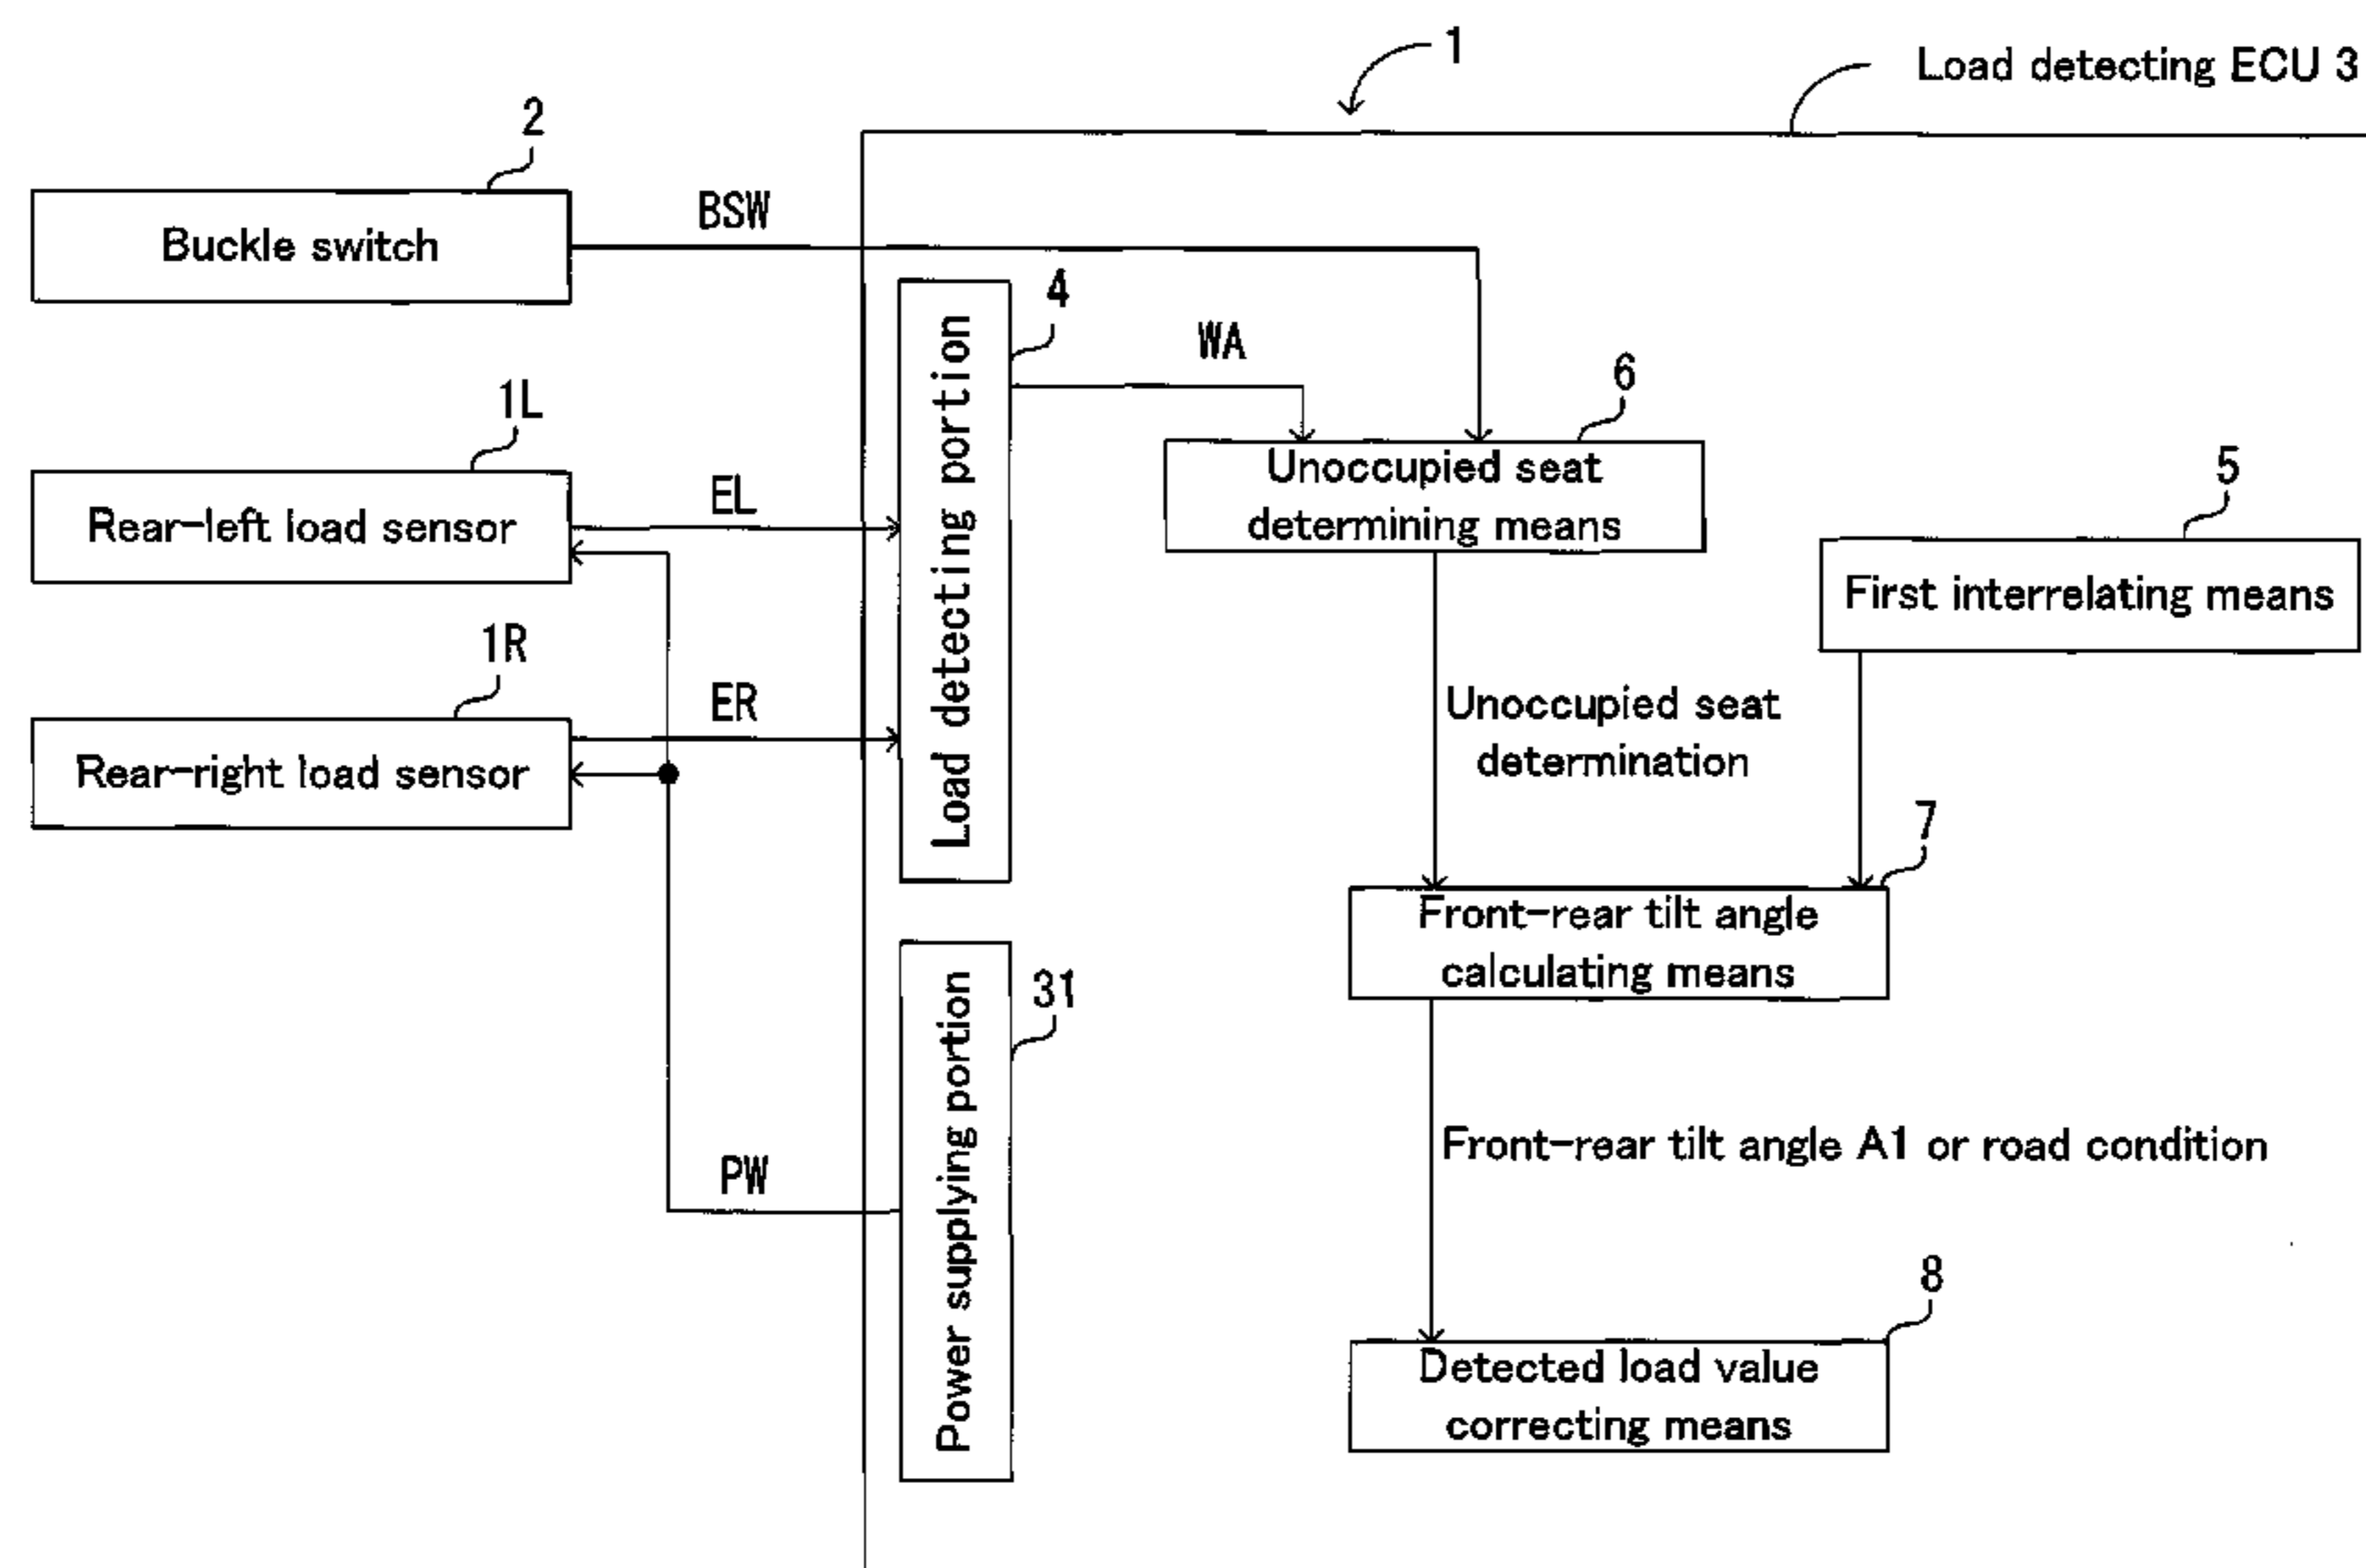 1
Load detecting ECU 3
2
Buckle switch
BSW
4
Load detecting portion
WA
6
Unoccupied seat
determining means
1L
Rear-left load sensor
EL
5
First interrelating means
1R
Rear-right load sensor
ER
Unoccupied seat
determination
7
Front-rear tilt angle
calculating means
31
Power supplying portion
PW
Front-rear tilt angle A1 or road condition
8
Detected load value
correcting means